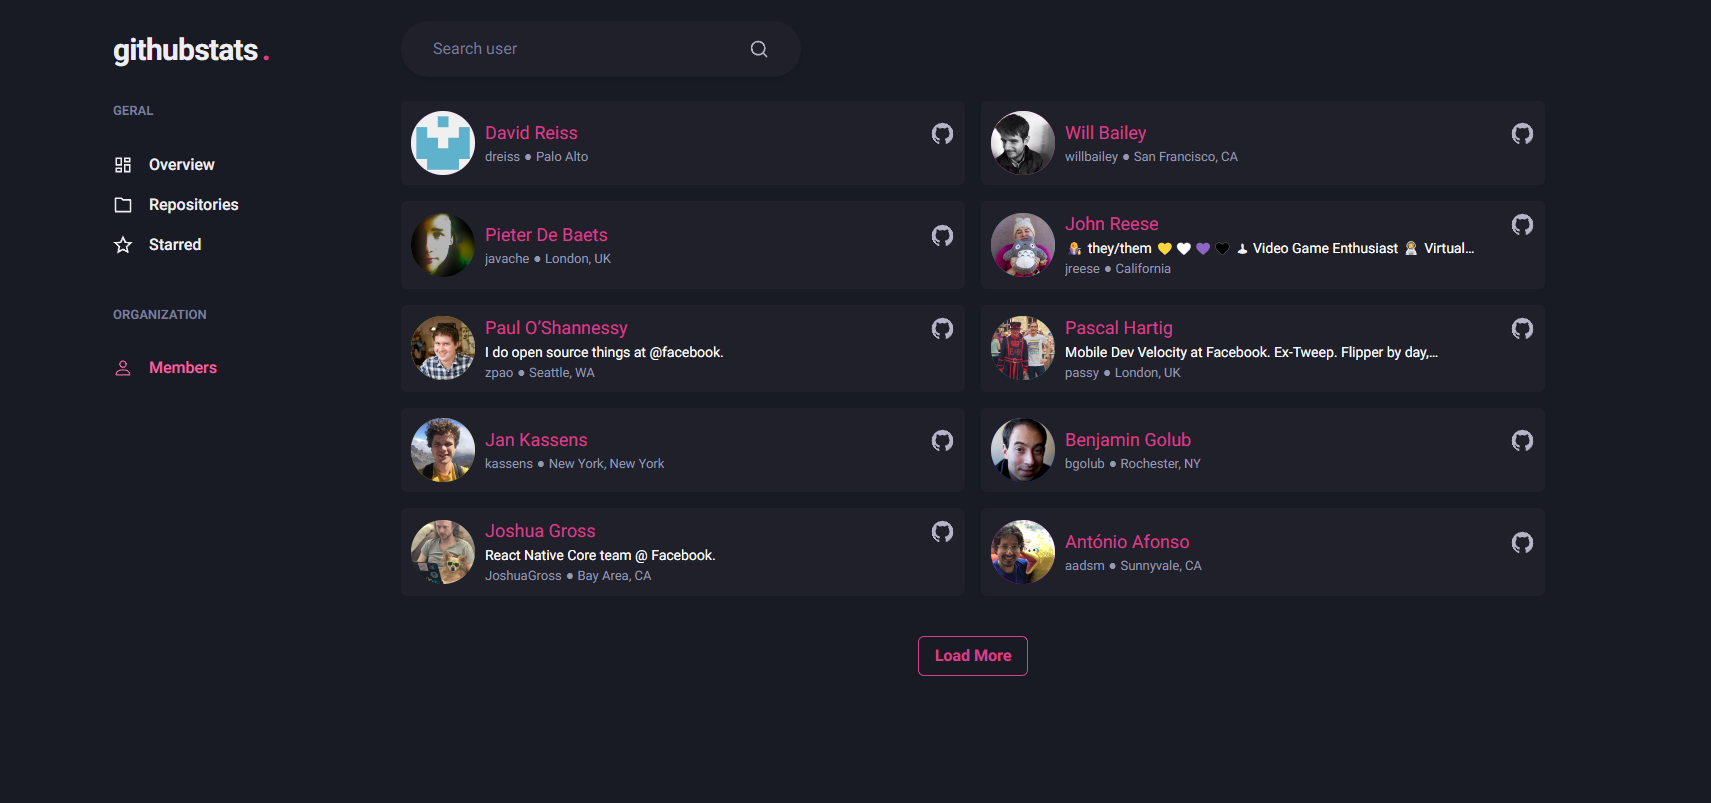 githubstats.
Search user
GERAL
Overview
Repositories
Starred
ORGANIZATION
Members
David Reiss
dreiss ● Palo Alto
Will Bailey
willbailey ● San Francisco, CA
Pieter De Baets
javache ● London, UK
John Reese
they/them 💛 🤍 💜 🖤 Video Game Enthusiast Virtual...
jreese ● California
Paul O’Shannessy
I do open source things at @facebook.
zpao ● Seattle, WA
Pascal Hartig
Mobile Dev Velocity at Facebook. Ex-Tweep. Flipper by day,...
passy ● London, UK
Jan Kassens
kassens ● New York, New York
Benjamin Golub
bgolub ● Rochester, NY
Joshua Gross
React Native Core team @ Facebook.
JoshuaGross ● Bay Area, CA
António Afonso
aadsm ● Sunnyvale, CA
Load More